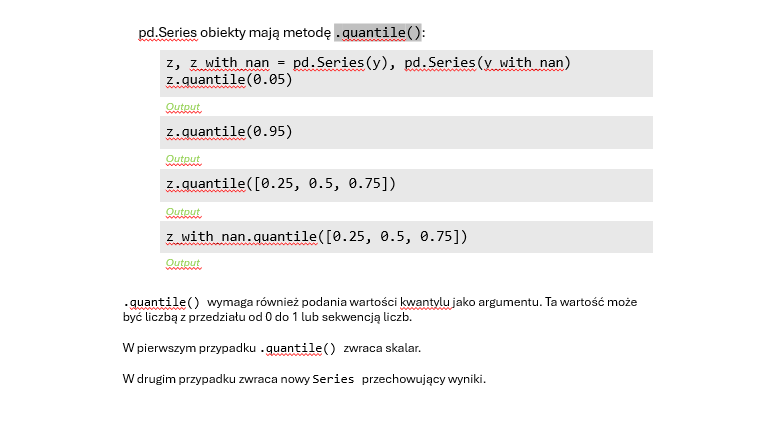 pd.Series obiekty mają metodę .quantile():
z, z_with_nan = pd.Series(y), pd.Series(y_with_nan)
z.quantile(0.05)
Output
z.quantile(0.95)
Output
z.quantile([0.25, 0.5, 0.75])
Output
z_with_nan.quantile([0.25, 0.5, 0.75])
Output
.quantile() wymaga również podania wartości kwantylu jako argumentu. Ta wartość może
być liczbą z przedziału od 0 do 1 lub sekwencją liczb.
W pierwszym przypadku .quantile() zwraca skalar.
W drugim przypadku zwraca nowy Series przechowujący wyniki.